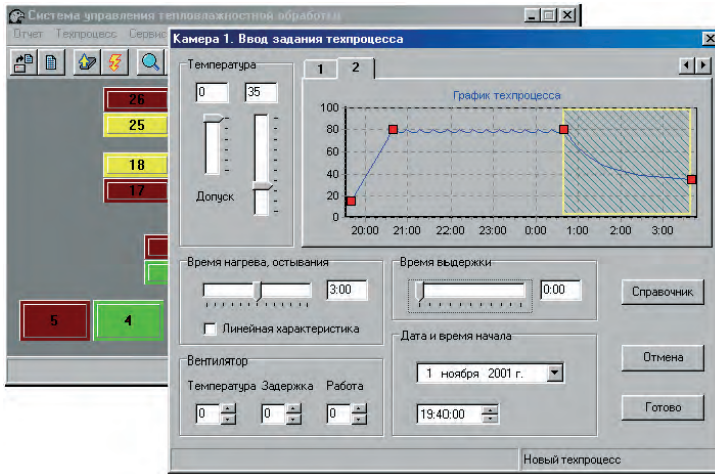 Система управления тепловлажностной обработки
Отчет Техпроцесс Сервис
26
25
18
17
5
4
Камера 1. Ввод задания техпроцесса
Температура
0 35
Допуск
1 2
График техпроцесса
100
80
60
40
20
0
20:00 21:00 22:00 23:00 0:00 1:00 2:00 3:00
Время нагрева, остывания
3:00
Линейная характеристика
Время выдержки
0:00
Справочник
Вентилятор
Температура Задержка Работа
0 0 0
Дата и время начала
1 ноября 2001 г.
19:40:00
Отмена
Готово
Новый техпроцесс